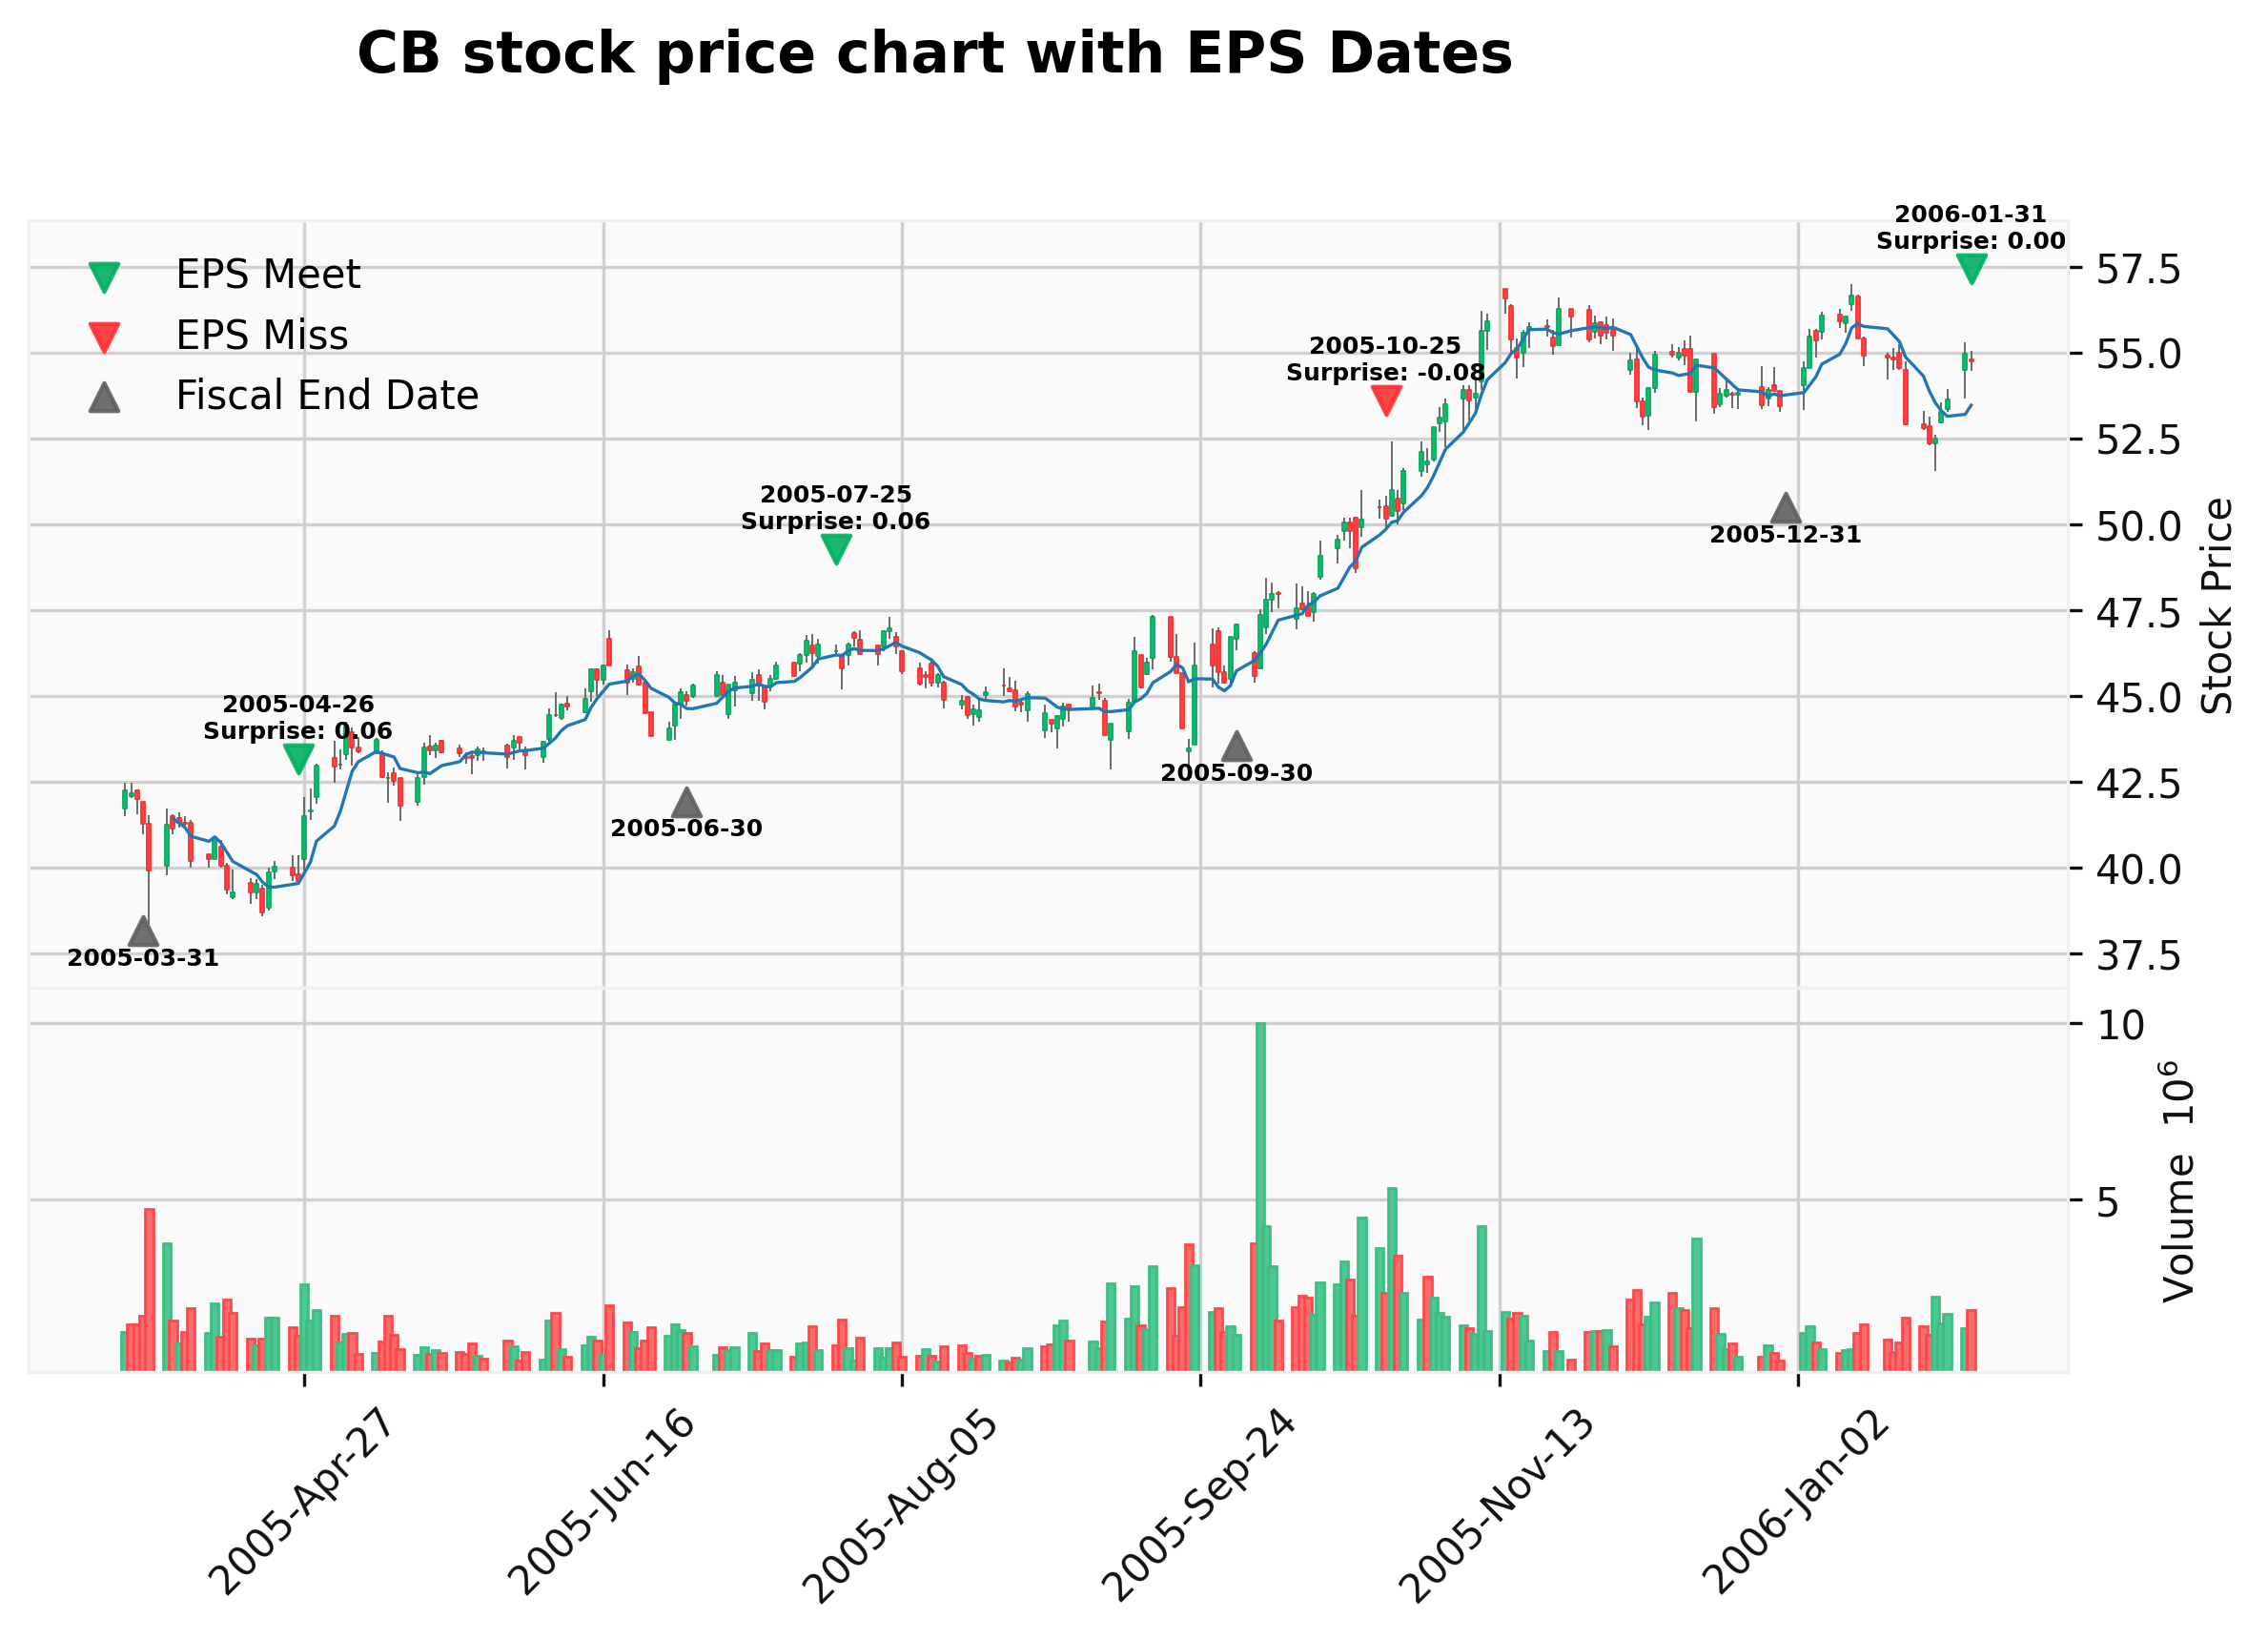 CB stock price chart with EPS Dates
EPS Meet
EPS Miss
Fiscal End Date
2006-01-31
Surprise: 0.00
2005-10-25
Surprise: -0.08
2005-07-25
Surprise: 0.06
2005-04-26
Surprise: 0.06
2005-12-31
2005-09-30
2005-06-30
2005-03-31
57.5
55.0
52.5
50.0
47.5
45.0
42.5
40.0
37.5
Stock Price
10
5
Volume 10⁶
2005-Apr-27
2005-Jun-16
2005-Aug-05
2005-Sep-24
2005-Nov-13
2006-Jan-02